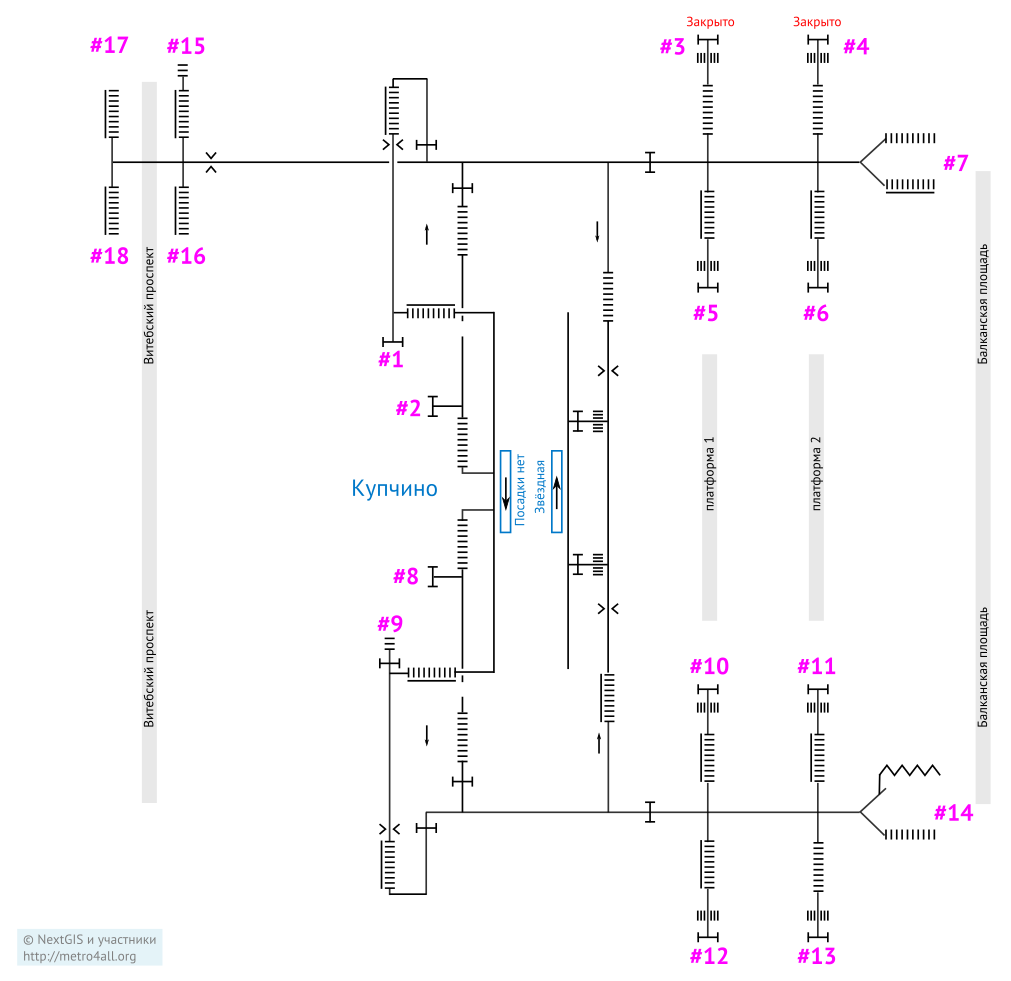 Закрыто
Закрыто
#17
#15
#3
#4
#7
#18
#16
Витебский проспект
Балканская площадь
#5
#6
#1
#2
Купчино
Посадки нет
Звёздная
платформа 1
платформа 2
#8
#9
Витебский проспект
Балканская площадь
#10
#11
#14
#12
#13
© NextGIS и участники
http://metro4all.org